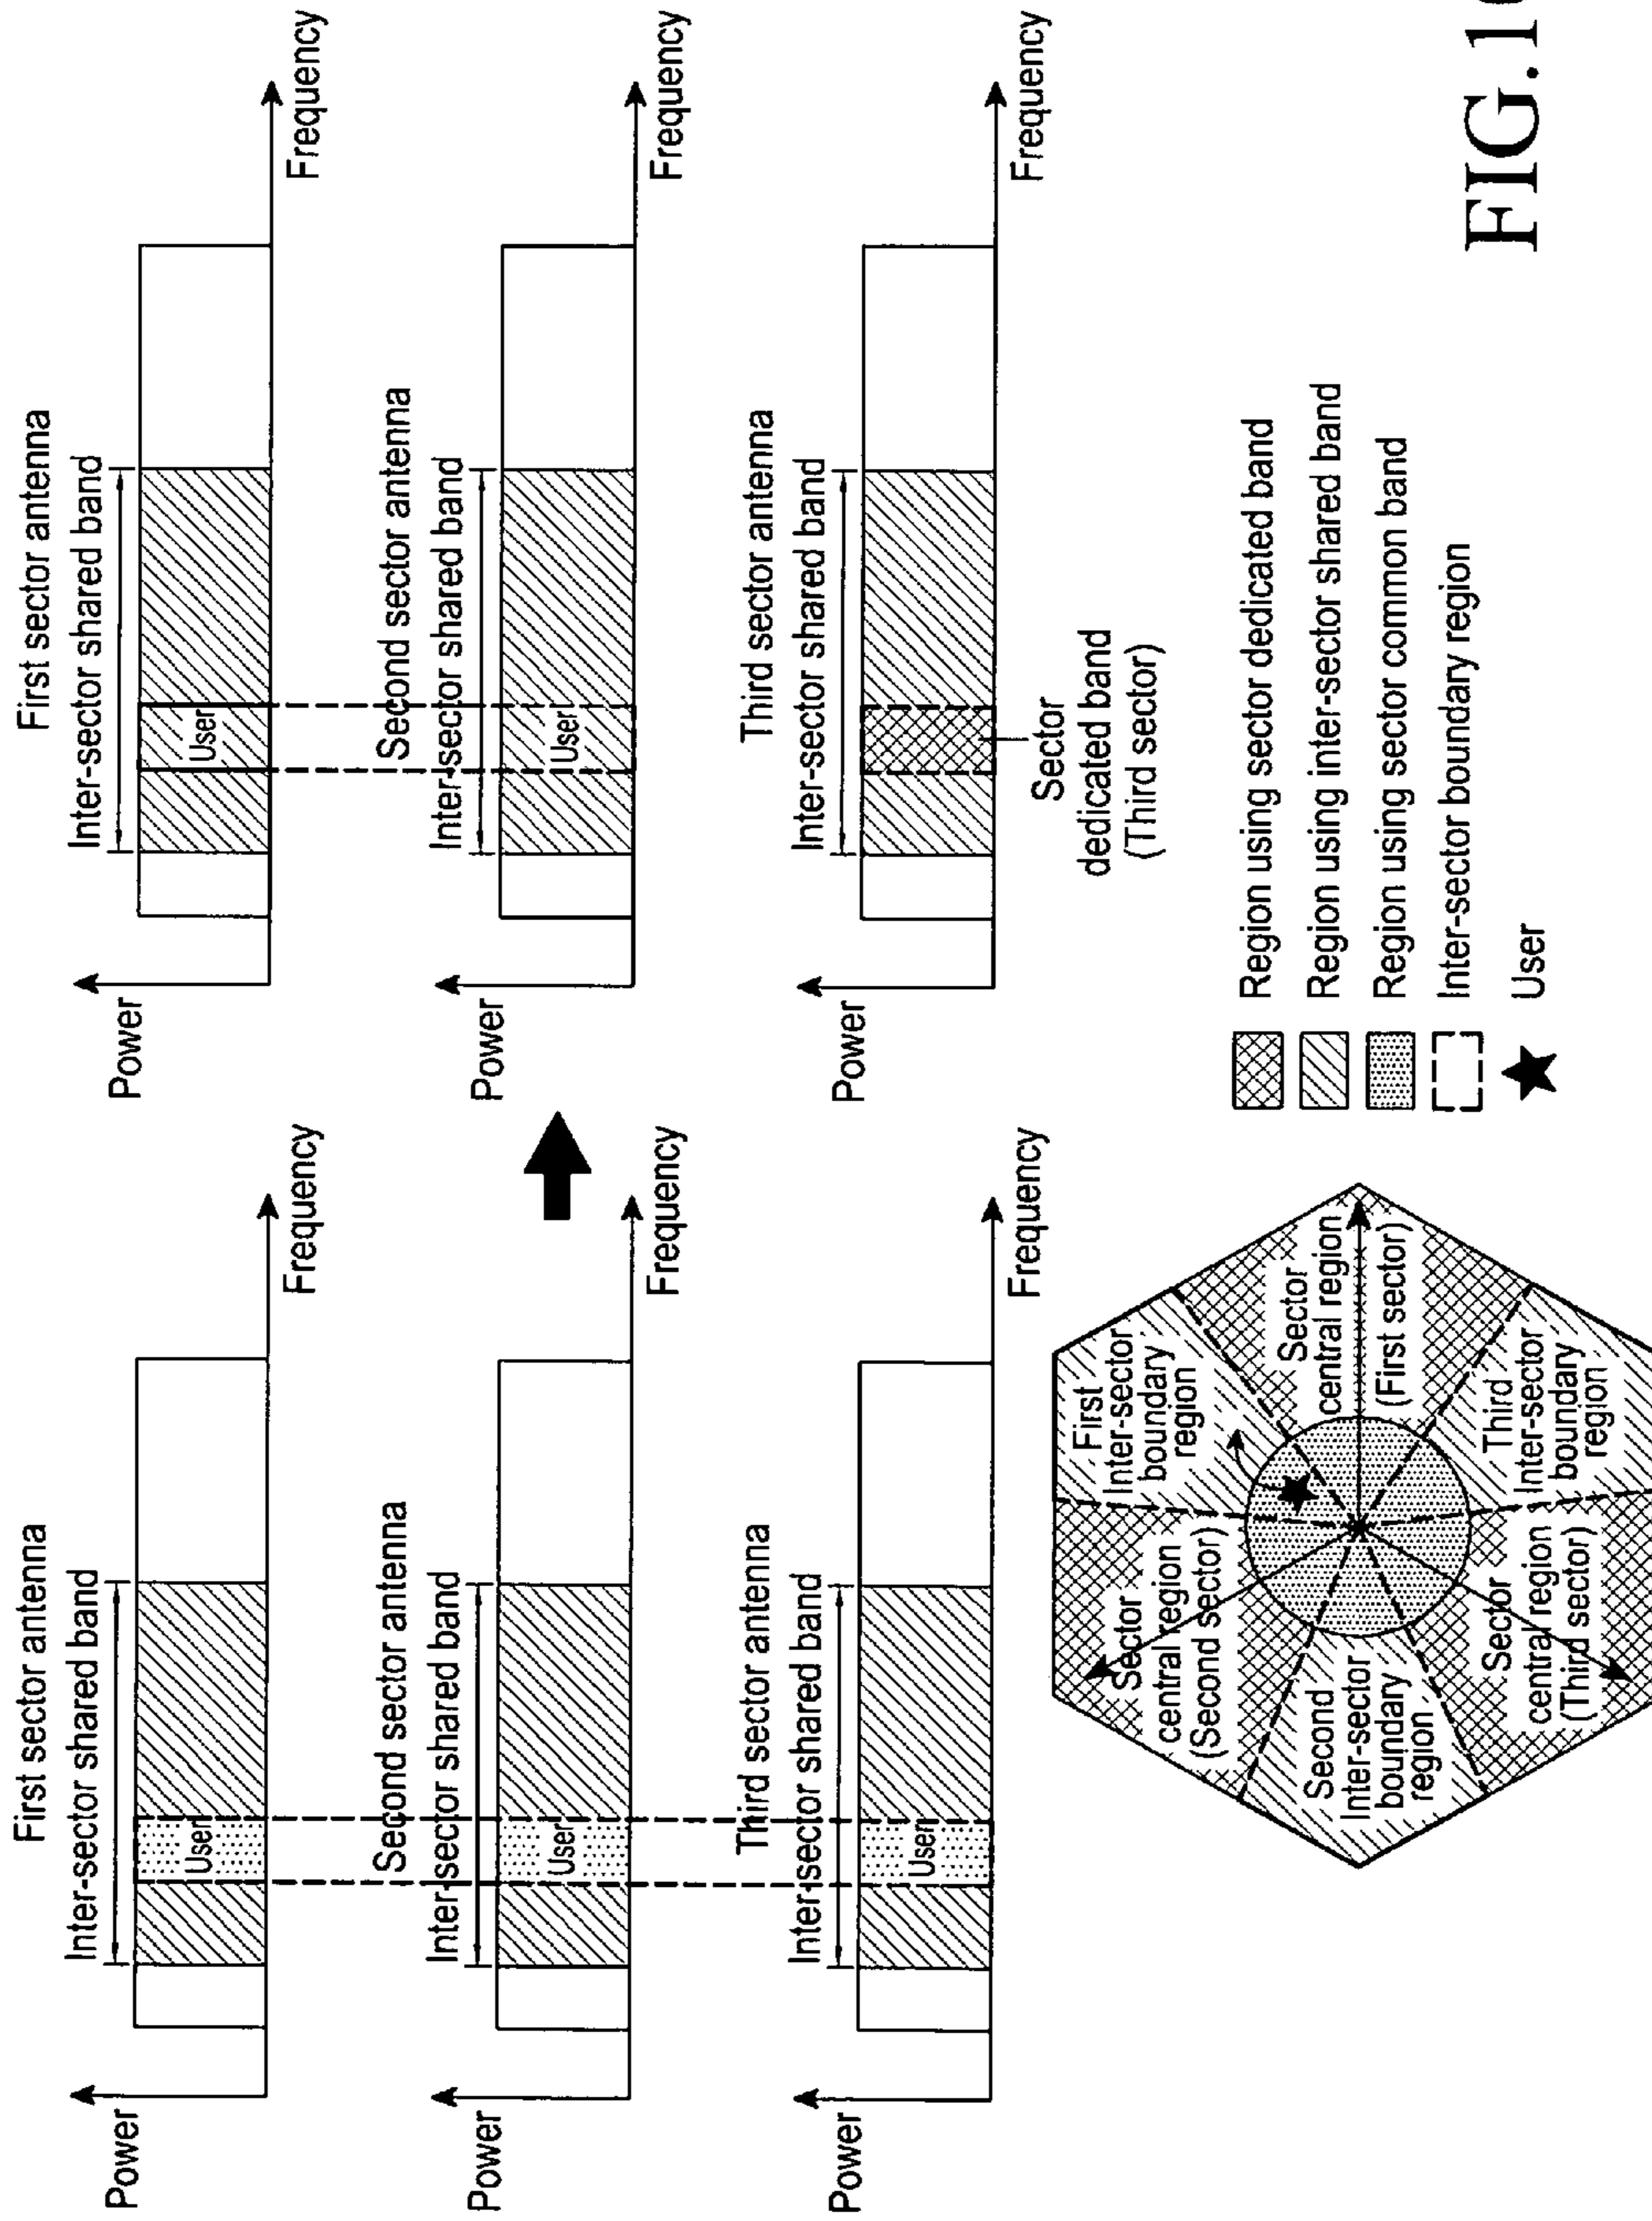 First sector antenna
Inter-sector shared band
Power
User
Frequency
Second sector antenna
Inter-sector shared band
Power
User
Frequency
Third sector antenna
Inter-sector shared band
Power
User
Frequency
First sector antenna
Inter-sector shared band
Power
User
Frequency
Second sector antenna
Inter-sector shared band
Power
User
Frequency
Third sector antenna
Inter-sector shared band
Power
Frequency
Sector
dedicated band
(Third sector)
First
Inter-sector
boundary
region
Sector
central region
(Second sector)
Sector
central region
(First sector)
Second
Inter-sector
boundary
region
Third
Inter-sector
boundary
region
Sector
central region
(Third sector)
Region using sector dedicated band
Region using inter-sector shared band
Region using sector common band
Inter-sector boundary region
User
FIG.1